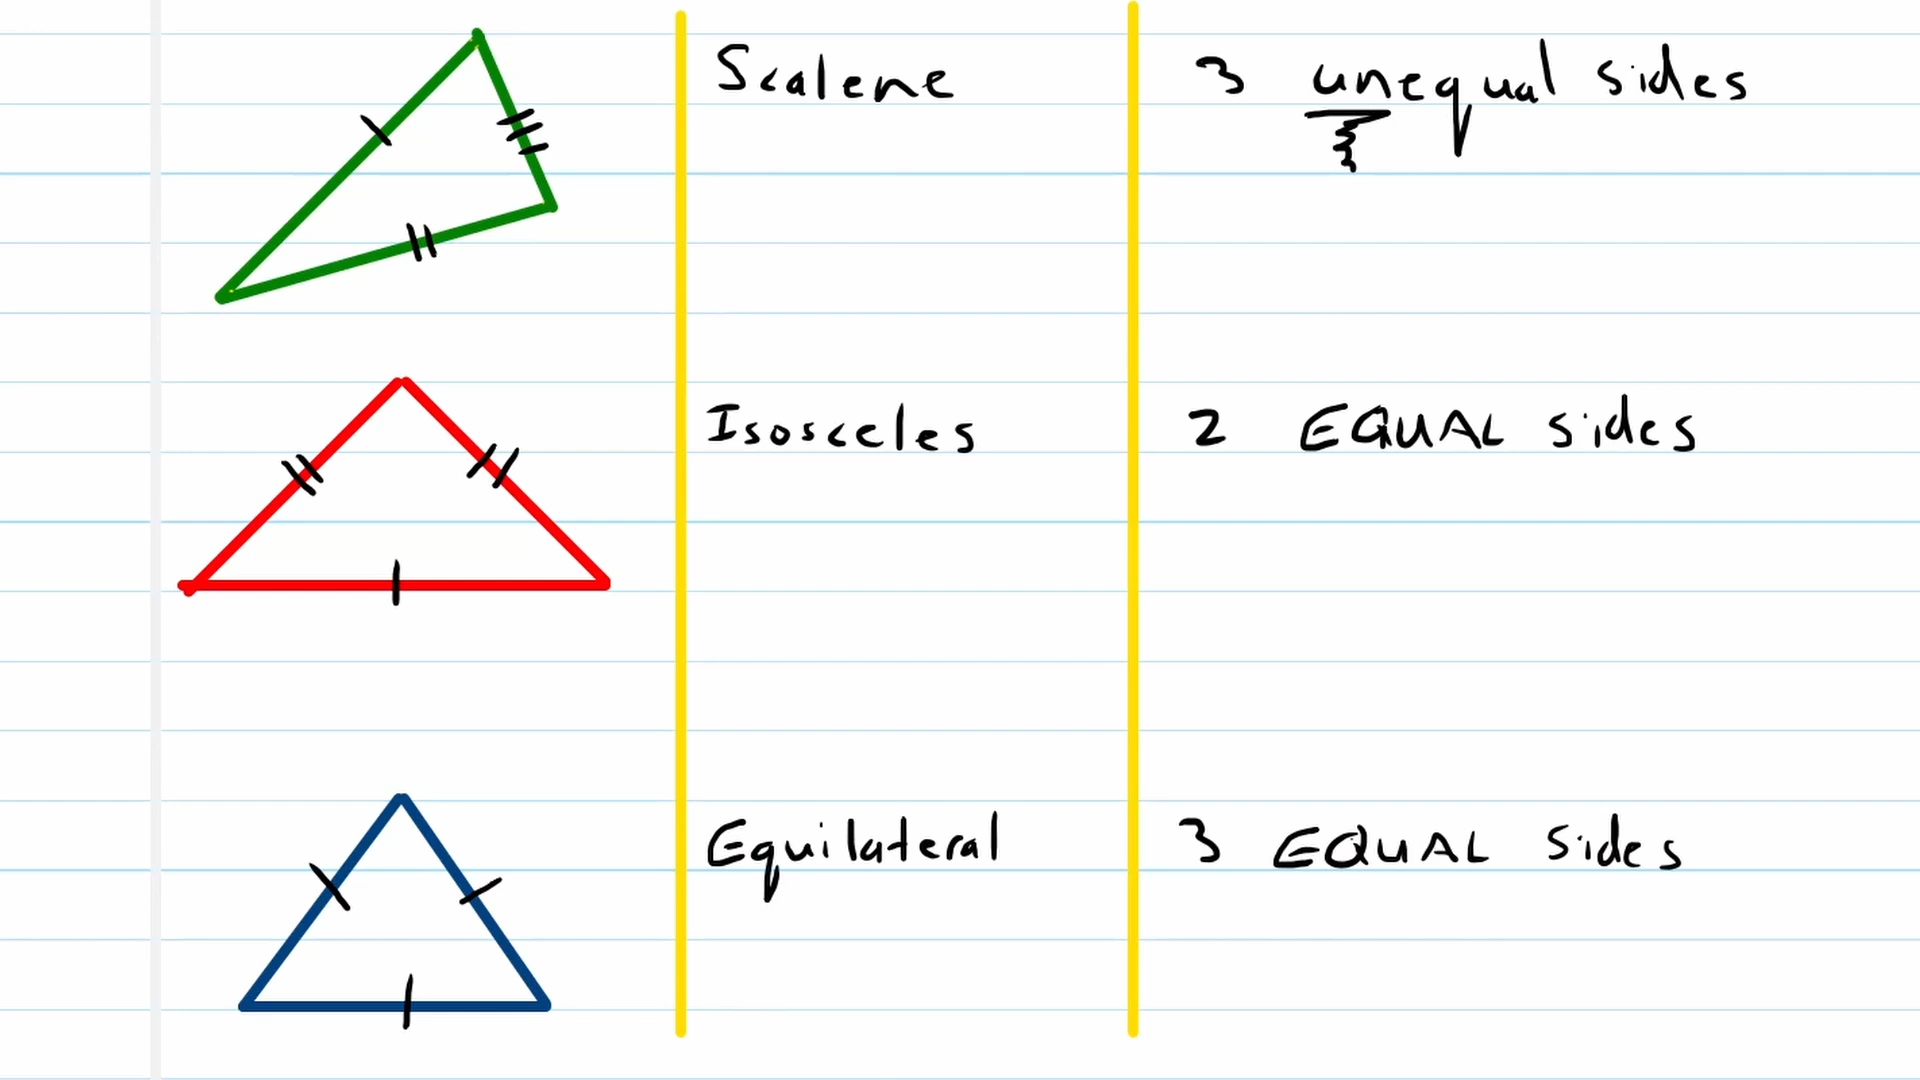 Scalene 3 unequal sides
Isosceles 2 EQUAL sides
Equilateral 3 EQUAL sides